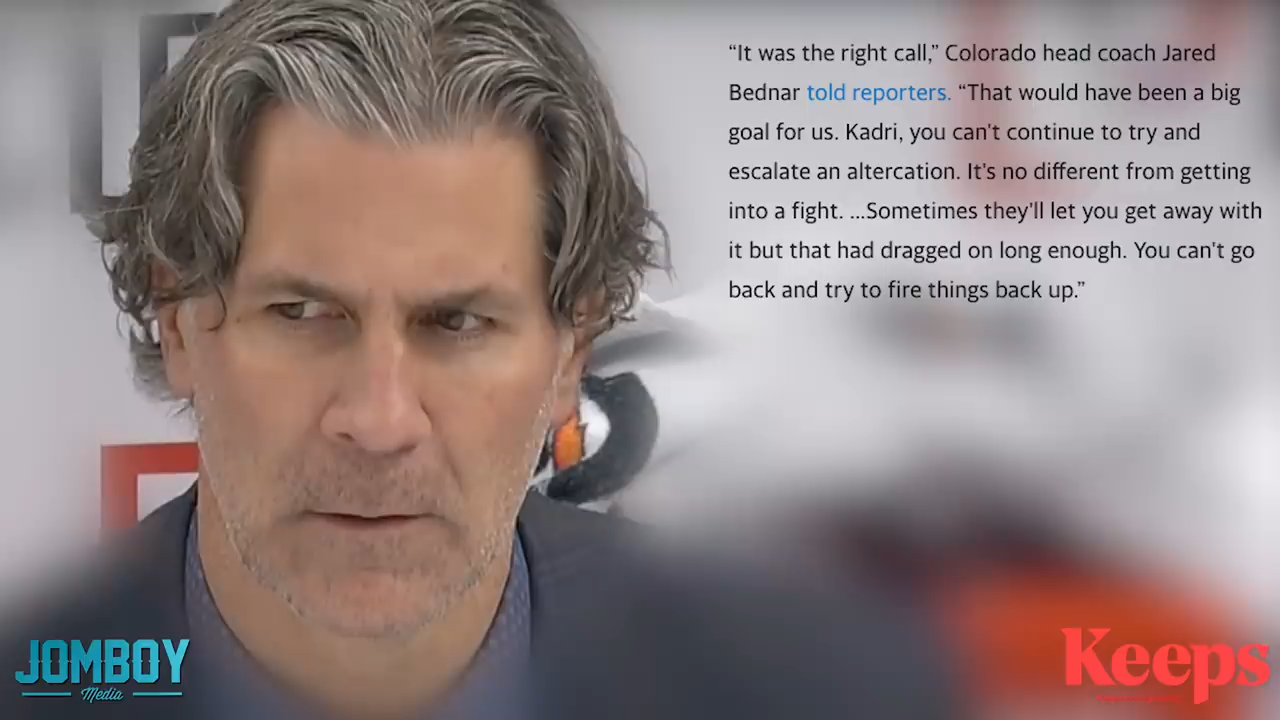 “It was the right call,” Colorado head coach Jared
Bednar told reporters. “That would have been a big
goal for us. Kadri, you can't continue to try and
escalate an altercation. It's no different from getting
into a fight. ...Sometimes they'll let you get away with
it but that had dragged on long enough. You can't go
back and try to fire things back up.”
JOMBOY
Media
Keeps